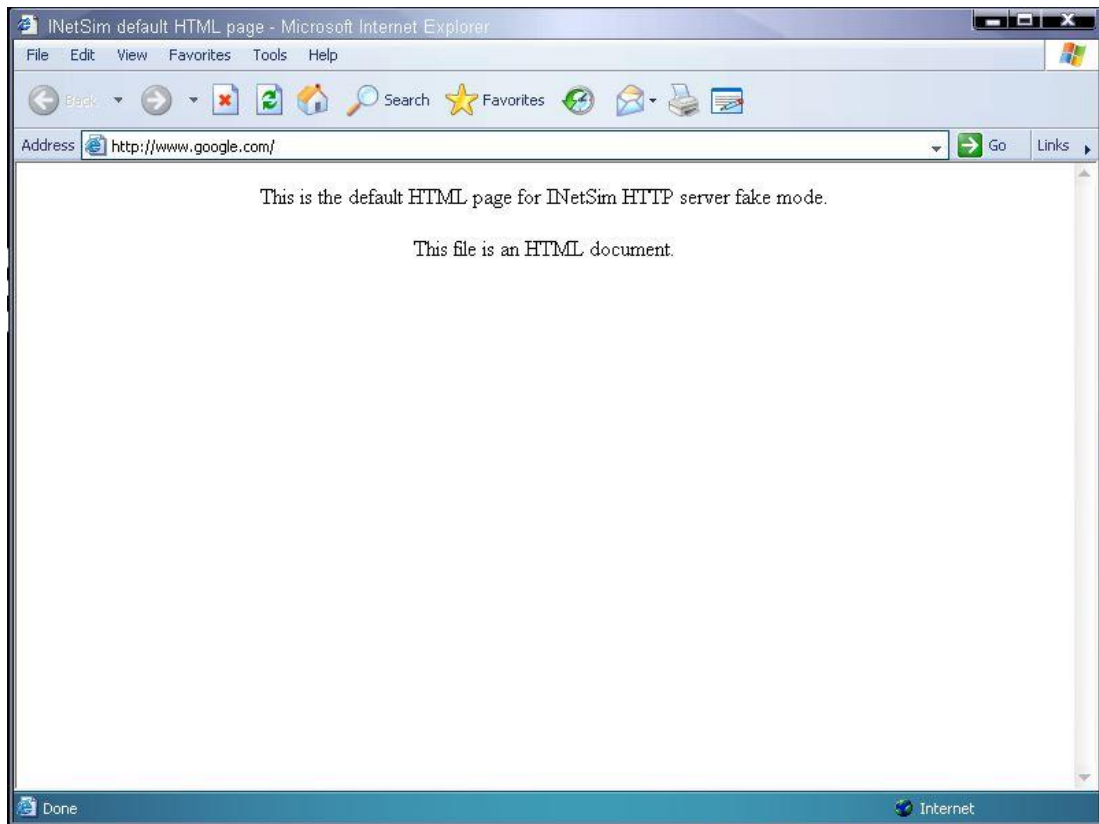 INetSim default HTML page - Microsoft Internet Explorer
File Edit View Favorites Tools Help
Back Search Favorites
Address http://www.google.com/ Go Links
This is the default HTML page for INetSim HTTP server fake mode.
This file is an HTML document.
Done Internet